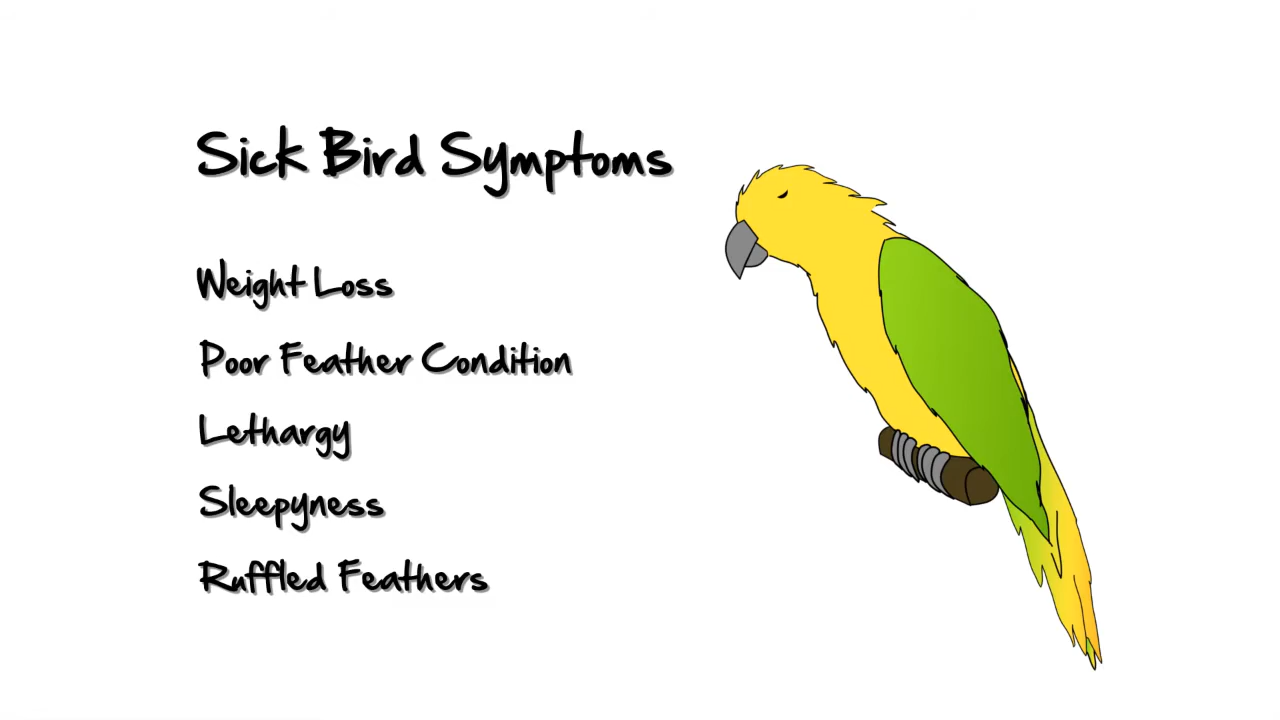 Sick Bird Symptoms
Weight Loss
Poor Feather Condition
Lethargy
Sleepyness
Ruffled Feathers